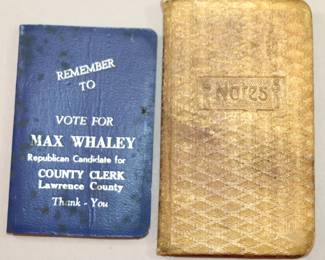 REMEMBER
TO
VOTE FOR
MAX WHALEY
Republican Candidate for
COUNTY CLERK
Lawrence County
Thank - You
Notes